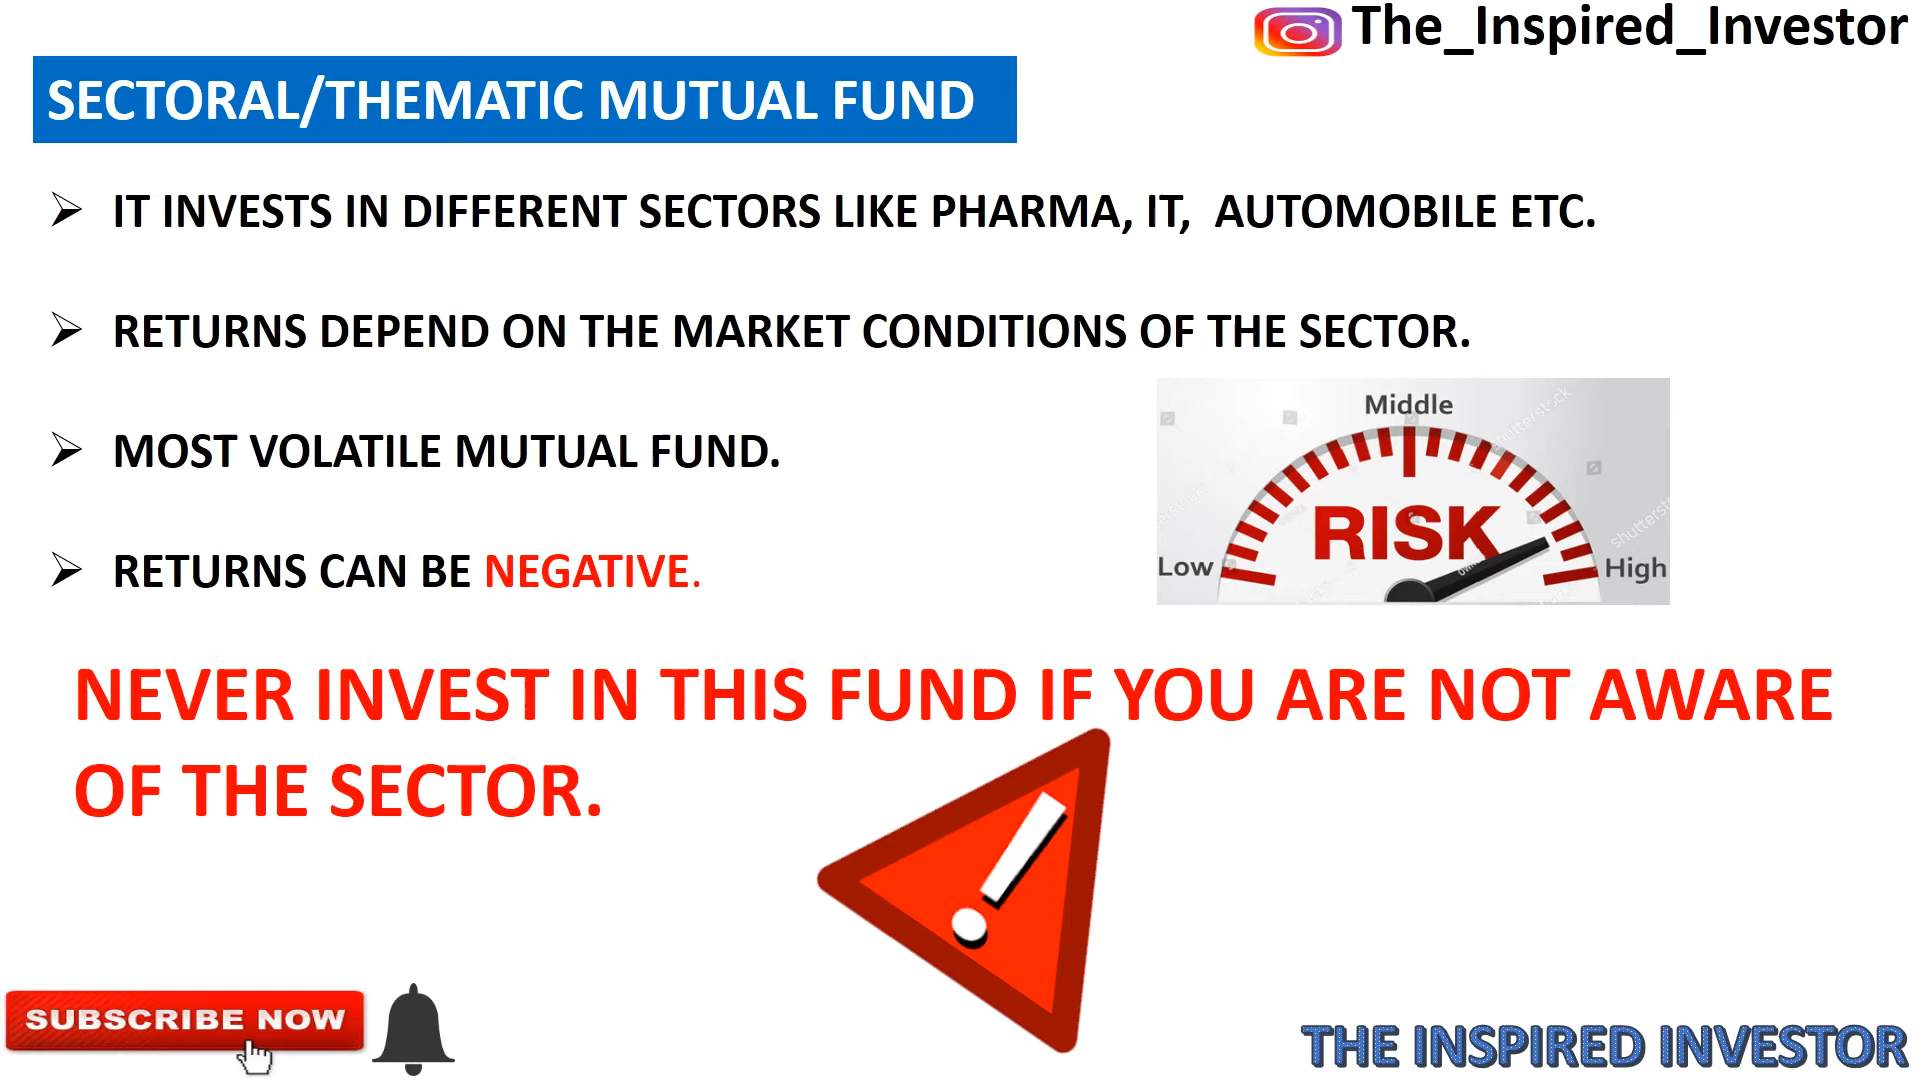 The_Inspired_Investor
SECTORAL/THEMATIC MUTUAL FUND
IT INVESTS IN DIFFERENT SECTORS LIKE PHARMA, IT, AUTOMOBILE ETC.
RETURNS DEPEND ON THE MARKET CONDITIONS OF THE SECTOR.
MOST VOLATILE MUTUAL FUND.
RETURNS CAN BE NEGATIVE.
Middle
RISK
Low
High
shutterstock
NEVER INVEST IN THIS FUND IF YOU ARE NOT AWARE
OF THE SECTOR.
SUBSCRIBE NOW
THE INSPIRED INVESTOR